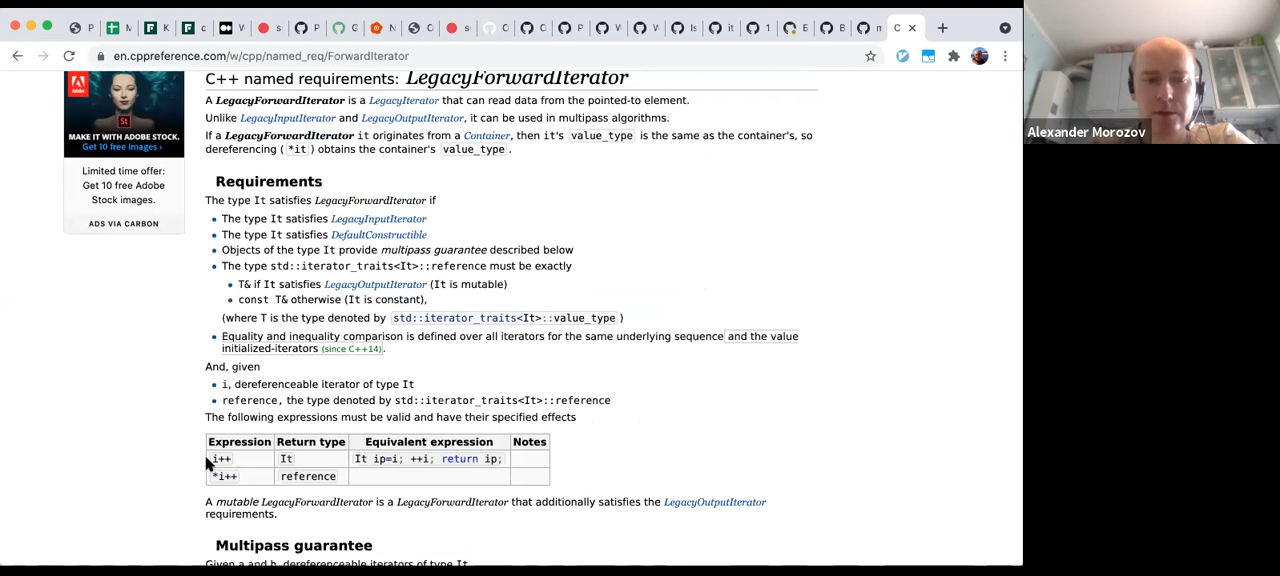 en.cppreference.com/w/cpp/named_req/ForwardIterator
C++ named requirements: LegacyForwardIterator
A LegacyForwardIterator is a LegacyIterator that can read data from the pointed-to element.
Unlike LegacyInputIterator and LegacyOutputIterator, it can be used in multipass algorithms.
If a LegacyForwardIterator it originates from a Container, then it's value_type is the same as the container's, so
dereferencing (*it) obtains the container's value_type.
MAKE IT WITH ADOBE STOCK.
Get 10 free images ›
Limited time offer:
Get 10 free Adobe
Stock images.
ADS VIA CARBON
Requirements
The type It satisfies LegacyForwardIterator if
The type It satisfies LegacyInputIterator
The type It satisfies DefaultConstructible
Objects of the type It provide multipass guarantee described below
The type std::iterator_traits<It>::reference must be exactly
T& if It satisfies LegacyOutputIterator (It is mutable)
const T& otherwise (It is constant),
(where T is the type denoted by std::iterator_traits<It>::value_type)
Equality and inequality comparison is defined over all iterators for the same underlying sequence and the value
initialized-iterators (since C++14).
And, given
i, dereferenceable iterator of type It
reference, the type denoted by std::iterator_traits<It>::reference
The following expressions must be valid and have their specified effects
Expression Return type Equivalent expression Notes
i++ It It ip=i; ++i; return ip;
*i++ reference
A mutable LegacyForwardIterator is a LegacyForwardIterator that additionally satisfies the LegacyOutputIterator
requirements.
Multipass guarantee
Given a and b, dereferenceable iterators of type It
Alexander Morozov